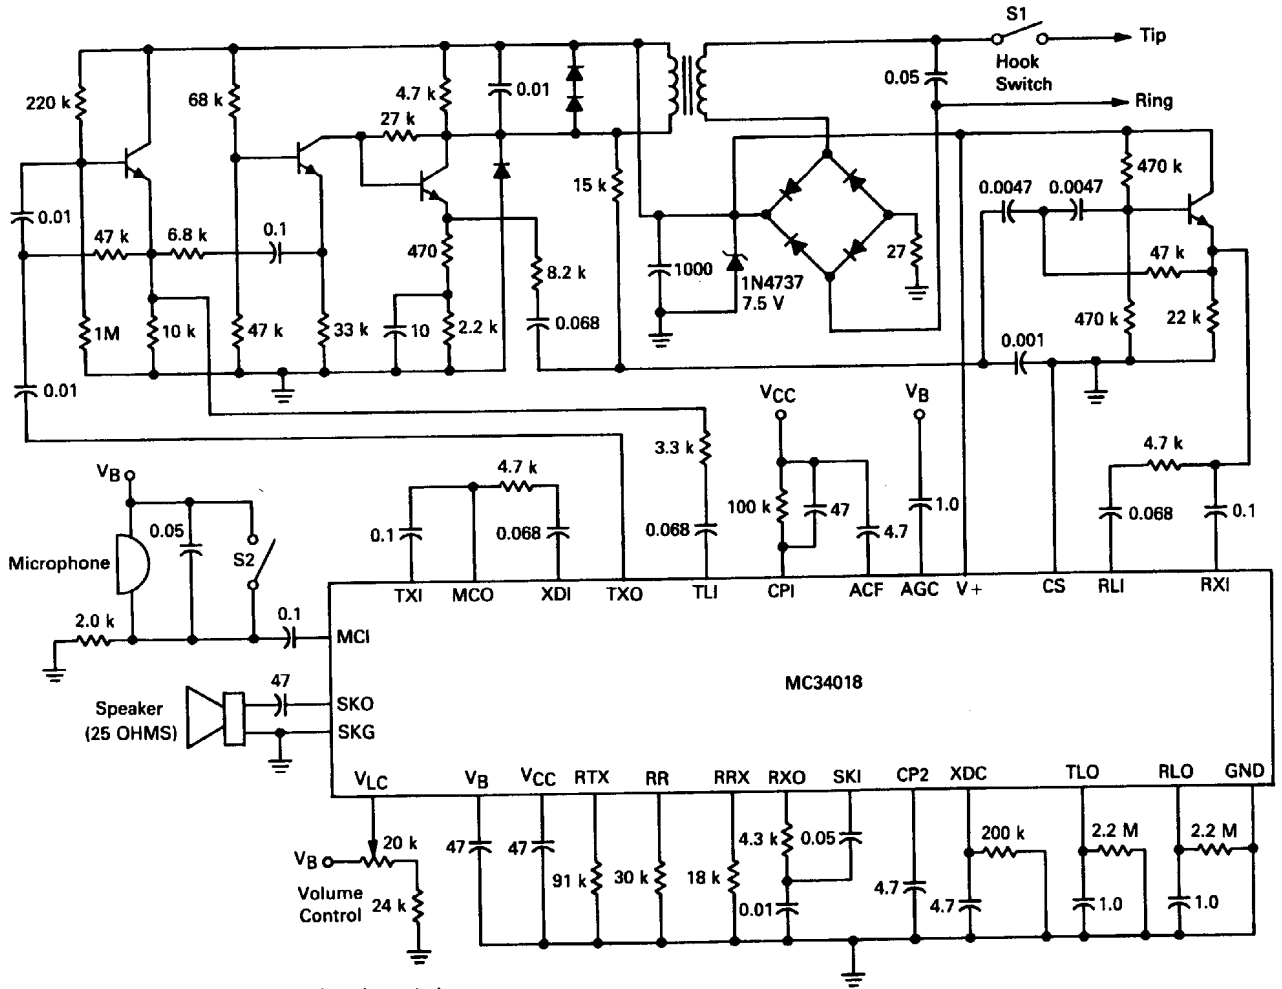 S1
Tip
Hook
Switch
0.05
Ring
220 k
68 k
4.7 k
0.01
27 k
15 k
470 k
0.0047
0.0047
0.01
47 k
6.8 k
0.1
470
8.2 k
1000
1N4737
7.5 V
27
47 k
1M
10 k
47 k
33 k
10
2.2 k
0.068
470 k
22 k
0.001
0.01
VCC
VB
3.3 k
4.7 k
VB
4.7 k
0.05
S2
Microphone
0.1
0.068
0.068
100 k
47
4.7
1.0
0.068
0.1
TXI
MCO
XDI
TXO
TLI
CPI
ACF
AGC
V+
CS
RLI
RXI
2.0 k
0.1
MCI
MC34018
47
Speaker
(25 OHMS)
SKO
SKG
VLC
VB
VCC
RTX
RR
RRX
RXO
SKI
CP2
XDC
TLO
RLO
GND
20 k
VB
Volume
Control
24 k
47
47
91 k
30 k
18 k
4.3 k
0.05
0.01
4.7
200 k
4.7
2.2 M
1.0
2.2 M
1.0